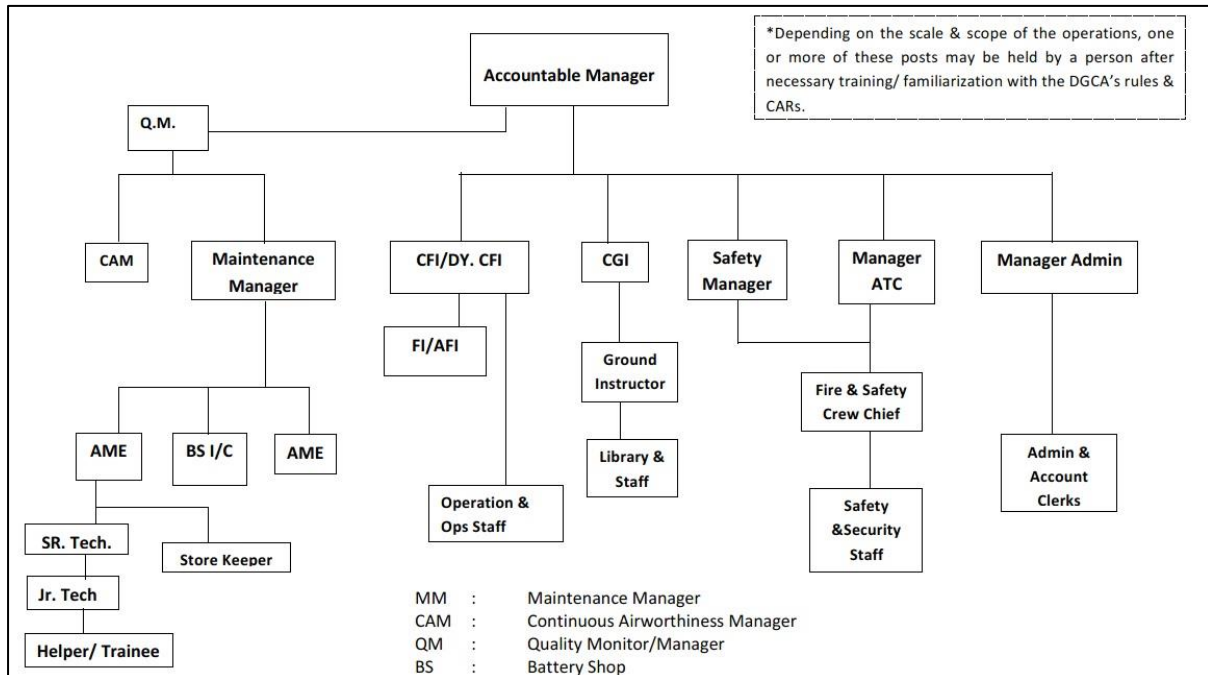 Accountable Manager
*Depending on the scale & scope of the operations, one
or more of these posts may be held by a person after
necessary training/ familiarization with the DGCA's rules &
CARs.
Q.M.
CAM
Maintenance
Manager
CFI/DY. CFI
CGI
Safety
Manager
Manager
ATC
Manager Admin
FI/AFI
Ground
Instructor
Fire & Safety
Crew Chief
AME
BS I/C
AME
Library &
Staff
Admin &
Account
Clerks
Operation &
Ops Staff
Safety
&Security
Staff
SR. Tech.
Store Keeper
Jr. Tech
Helper/ Trainee
MM : Maintenance Manager
CAM : Continuous Airworthiness Manager
QM : Quality Monitor/Manager
BS : Battery Shop